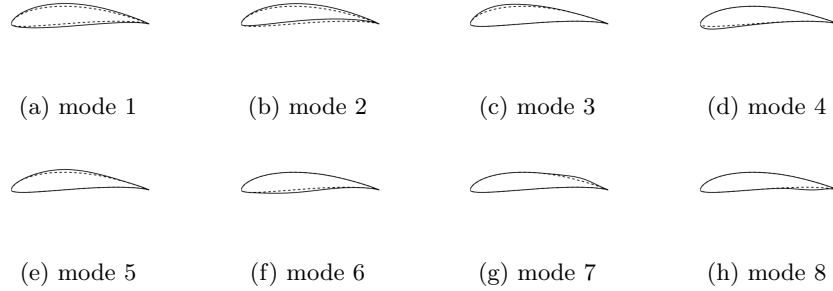 (a) mode 1 (b) mode 2 (c) mode 3 (d) mode 4
(e) mode 5 (f) mode 6 (g) mode 7 (h) mode 8